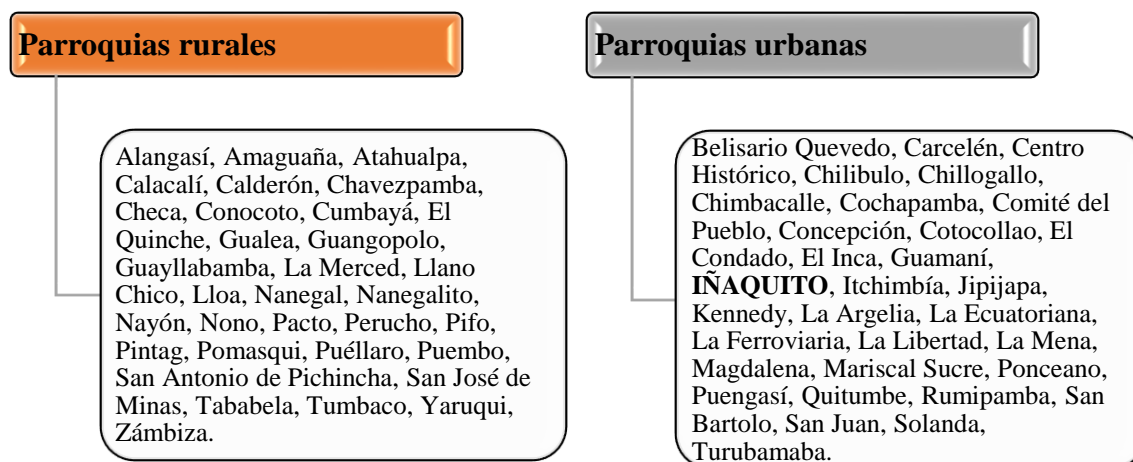 Parroquias rurales
Alangasí, Amaguaña, Atahualpa,
Calacalí, Calderón, Chavezpamba,
Checa, Conocoto, Cumbayá, El
Quinche, Gualea, Guangopolo,
Guayllabamba, La Merced, Llano
Chico, Lloa, Nanegal, Nanegalito,
Nayón, Nono, Pacto, Perucho, Pifo,
Pintag, Pomasqui, Puéllaro, Puembo,
San Antonio de Pichincha, San José de
Minas, Tababela, Tumbaco, Yaruqui,
Zámbiza.
Parroquias urbanas
Belisario Quevedo, Carcelén, Centro
Histórico, Chilibulo, Chillogallo,
Chimbacalle, Cochapamba, Comité del
Pueblo, Concepción, Cotocollao, El
Condado, El Inca, Guamaní,
IÑAQUITO, Itchimbía, Jipijapa,
Kennedy, La Argelia, La Ecuatoriana,
La Ferroviaria, La Libertad, La Mena,
Magdalena, Mariscal Sucre, Ponceano,
Puengasí, Quitumbe, Rumipamba, San
Bartolo, San Juan, Solanda,
Turubamaba.